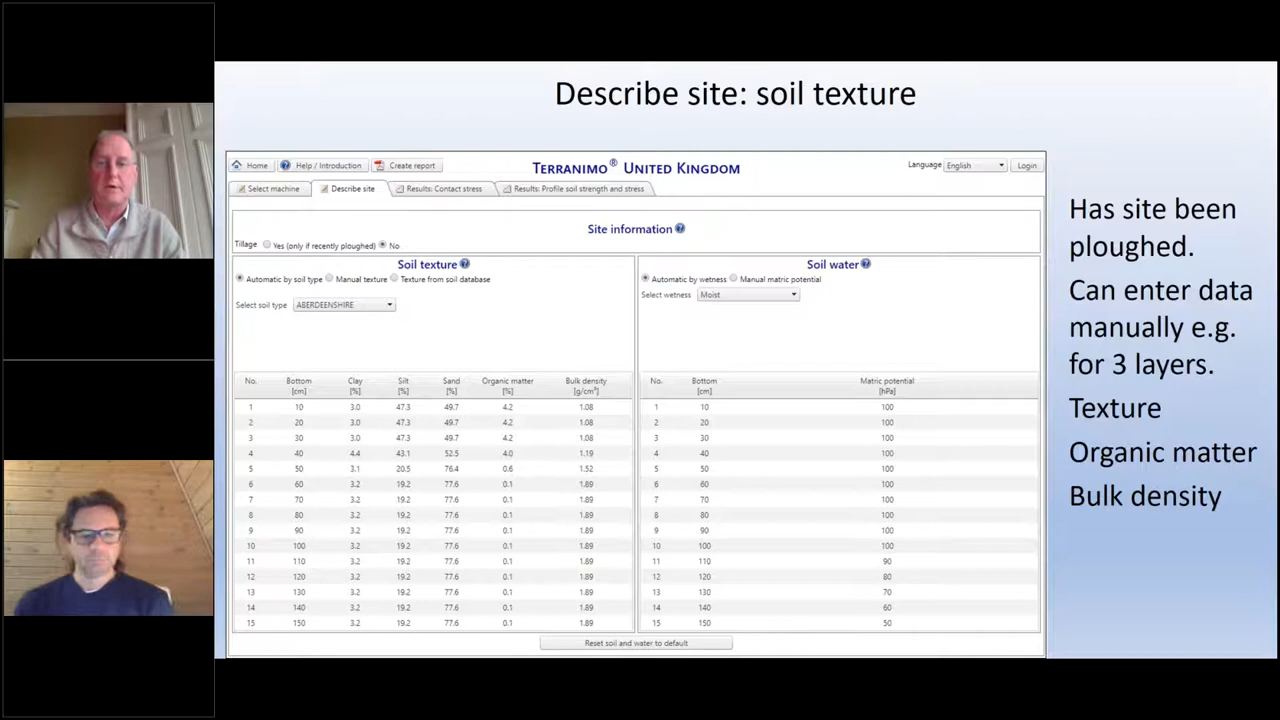 Describe site: soil texture
Home Help / Introduction Create report TERRANIMO® UNITED KINGDOM Language English Login
Select machine Describe site Results: Contact stress Results: Profile soil strength and stress
Site information
Tillage Yes (only if recently ploughed) No
Soil texture
Automatic by soil type Manual texture Texture from soil database
Select soil type ABERDEENSHIRE
No. Bottom Clay Silt Sand Organic matter Bulk density
[cm] [%] [%] [%] [%] [g/cm³]
1 10 3.0 47.3 49.7 4.2 1.08
2 20 3.0 47.3 49.7 4.2 1.08
3 30 3.0 47.3 49.7 4.2 1.08
4 40 4.4 43.1 52.5 4.0 1.19
5 50 3.1 20.5 76.4 0.6 1.52
6 60 3.2 19.2 77.6 0.1 1.89
7 70 3.2 19.2 77.6 0.1 1.89
8 80 3.2 19.2 77.6 0.1 1.89
9 90 3.2 19.2 77.6 0.1 1.89
10 100 3.2 19.2 77.6 0.1 1.89
11 110 3.2 19.2 77.6 0.1 1.89
12 120 3.2 19.2 77.6 0.1 1.89
13 130 3.2 19.2 77.6 0.1 1.89
14 140 3.2 19.2 77.6 0.1 1.89
15 150 3.2 19.2 77.6 0.1 1.89
Soil water
Automatic by wetness Manual matric potential
Select wetness Moist
No. Bottom Matric potential
[cm] [hPa]
1 10 100
2 20 100
3 30 100
4 40 100
5 50 100
6 60 100
7 70 100
8 80 100
9 90 100
10 100 100
11 110 90
12 120 80
13 130 70
14 140 60
15 150 50
Reset soil and water to default
Has site been
ploughed.
Can enter data
manually e.g.
for 3 layers.
Texture
Organic matter
Bulk density